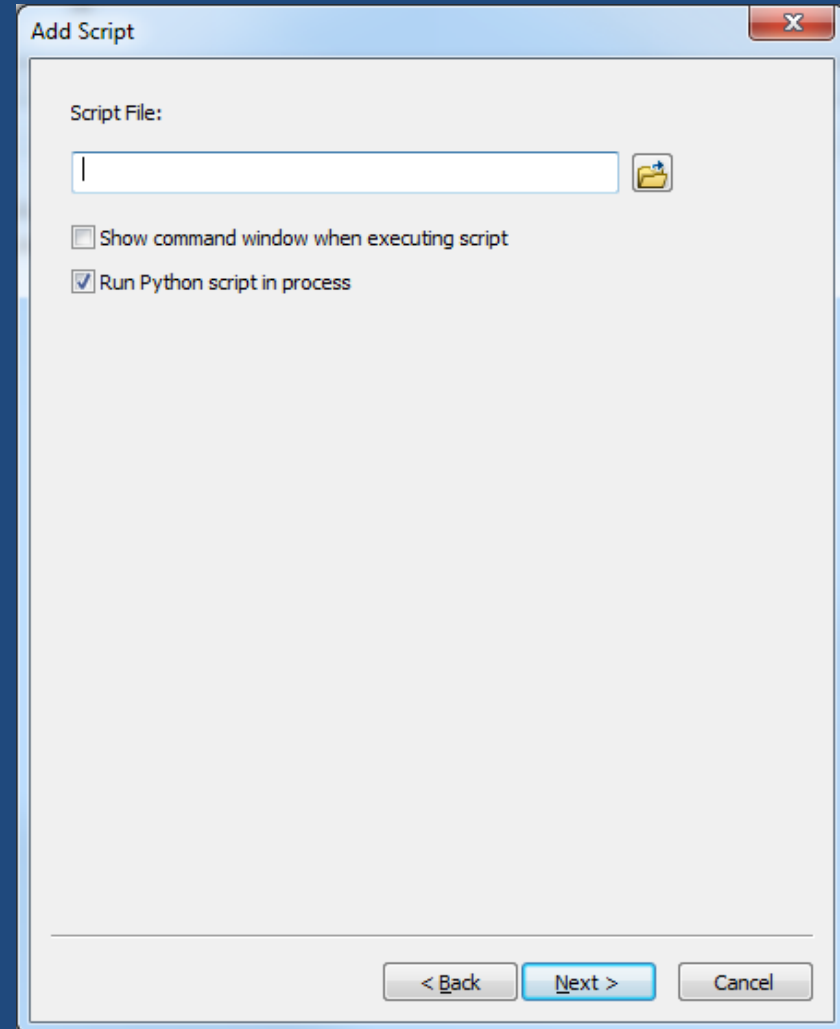 Add Script
Script File:
Show command window when executing script
Run Python script in process
< Back Next > Cancel